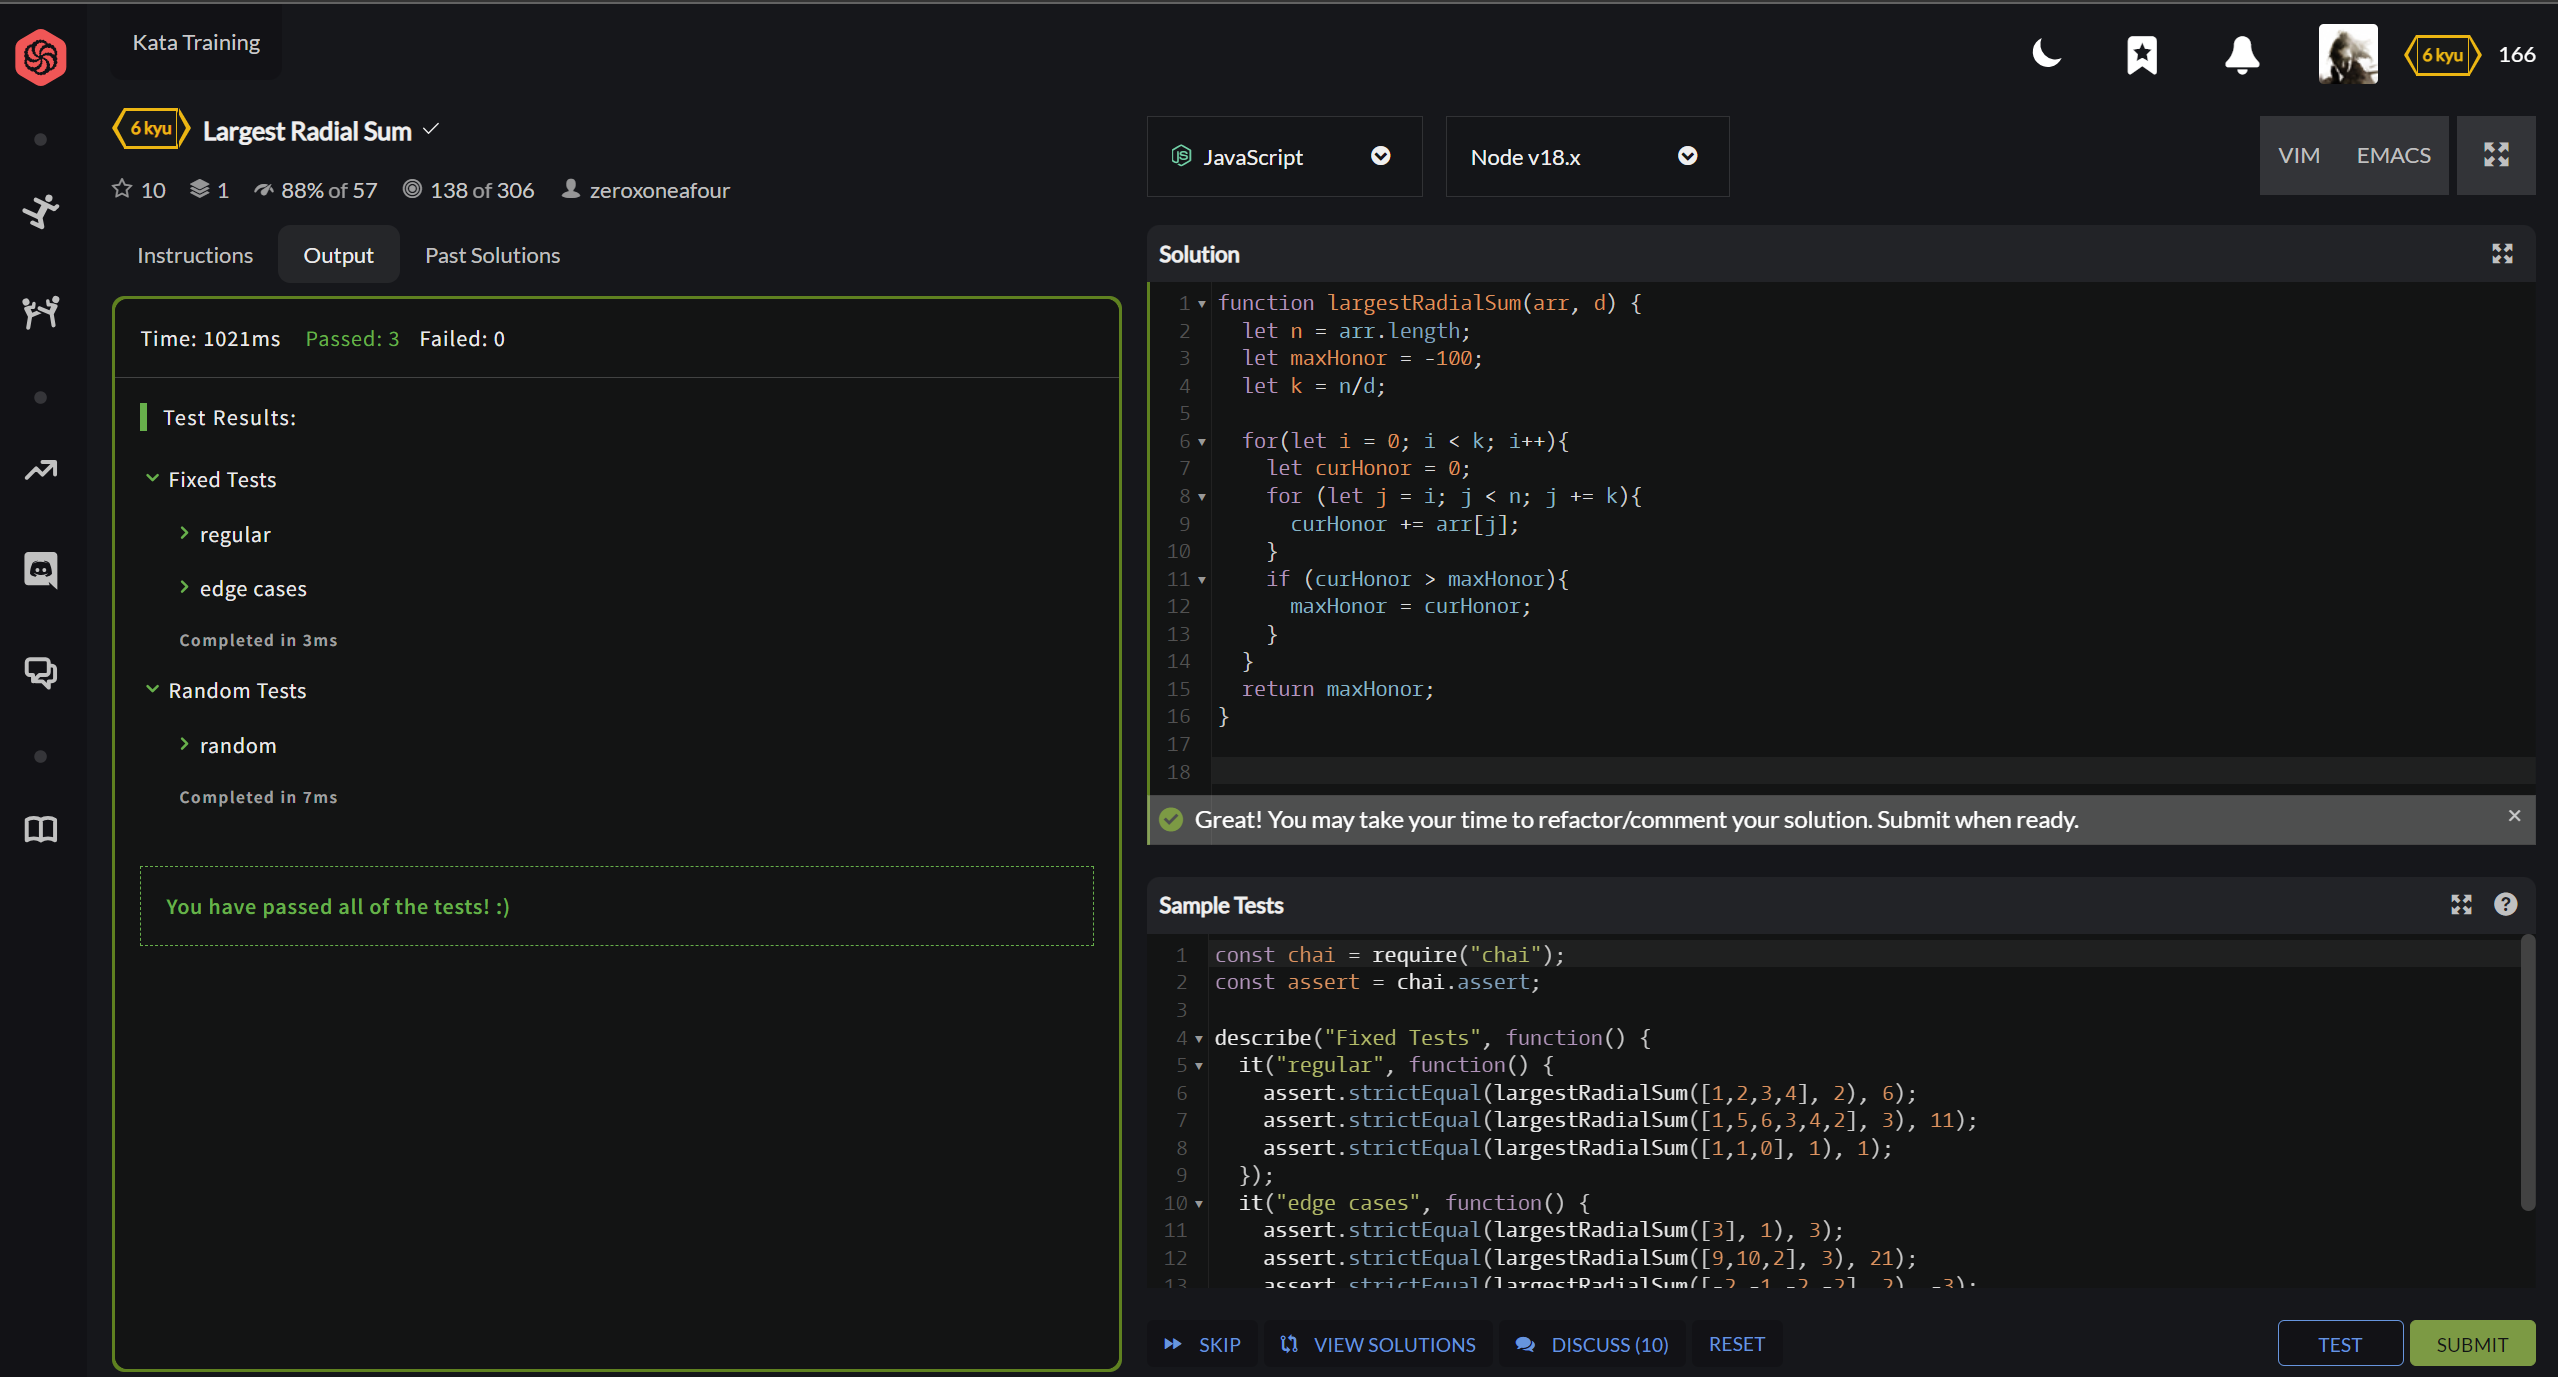 Kata Training
6 kyu 166
6 kyu Largest Radial Sum
10 1 88% of 57 138 of 306 zeroxoneafour
Instructions Output Past Solutions
Time: 1021ms Passed: 3 Failed: 0
Test Results:
Fixed Tests
regular
edge cases
Completed in 3ms
Random Tests
random
Completed in 7ms
You have passed all of the tests! :)
JavaScript Node v18.x VIM EMACS
Solution
1 function largestRadialSum(arr, d) {
2 let n = arr.length;
3 let maxHonor = -100;
4 let k = n/d;
5
6 for(let i = 0; i < k; i++){
7 let curHonor = 0;
8 for (let j = i; j < n; j += k){
9 curHonor += arr[j];
10 }
11 if (curHonor > maxHonor){
12 maxHonor = curHonor;
13 }
14 }
15 return maxHonor;
16 }
17
18
Great! You may take your time to refactor/comment your solution. Submit when ready.
Sample Tests
1 const chai = require("chai");
2 const assert = chai.assert;
3
4 describe("Fixed Tests", function() {
5 it("regular", function() {
6 assert.strictEqual(largestRadialSum([1,2,3,4], 2), 6);
7 assert.strictEqual(largestRadialSum([1,5,6,3,4,2], 3), 11);
8 assert.strictEqual(largestRadialSum([1,1,0], 1), 1);
9 });
10 it("edge cases", function() {
11 assert.strictEqual(largestRadialSum([3], 1), 3);
12 assert.strictEqual(largestRadialSum([9,10,2], 3), 21);
13 assert.strictEqual(largestRadialSum([-2,-1,-2,-2], 2), -3);
SKIP VIEW SOLUTIONS DISCUSS (10) RESET TEST SUBMIT